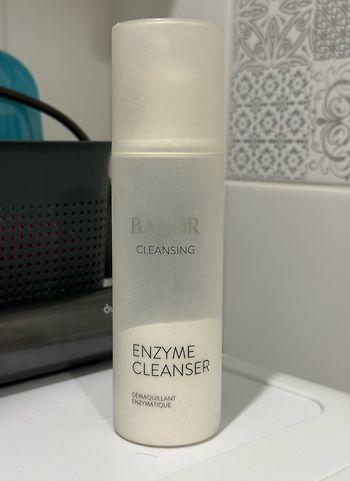 BABOR
CLEANSING
ENZYME
CLEANSER
DÉMAQUILLANT
ENZYMATIQUE